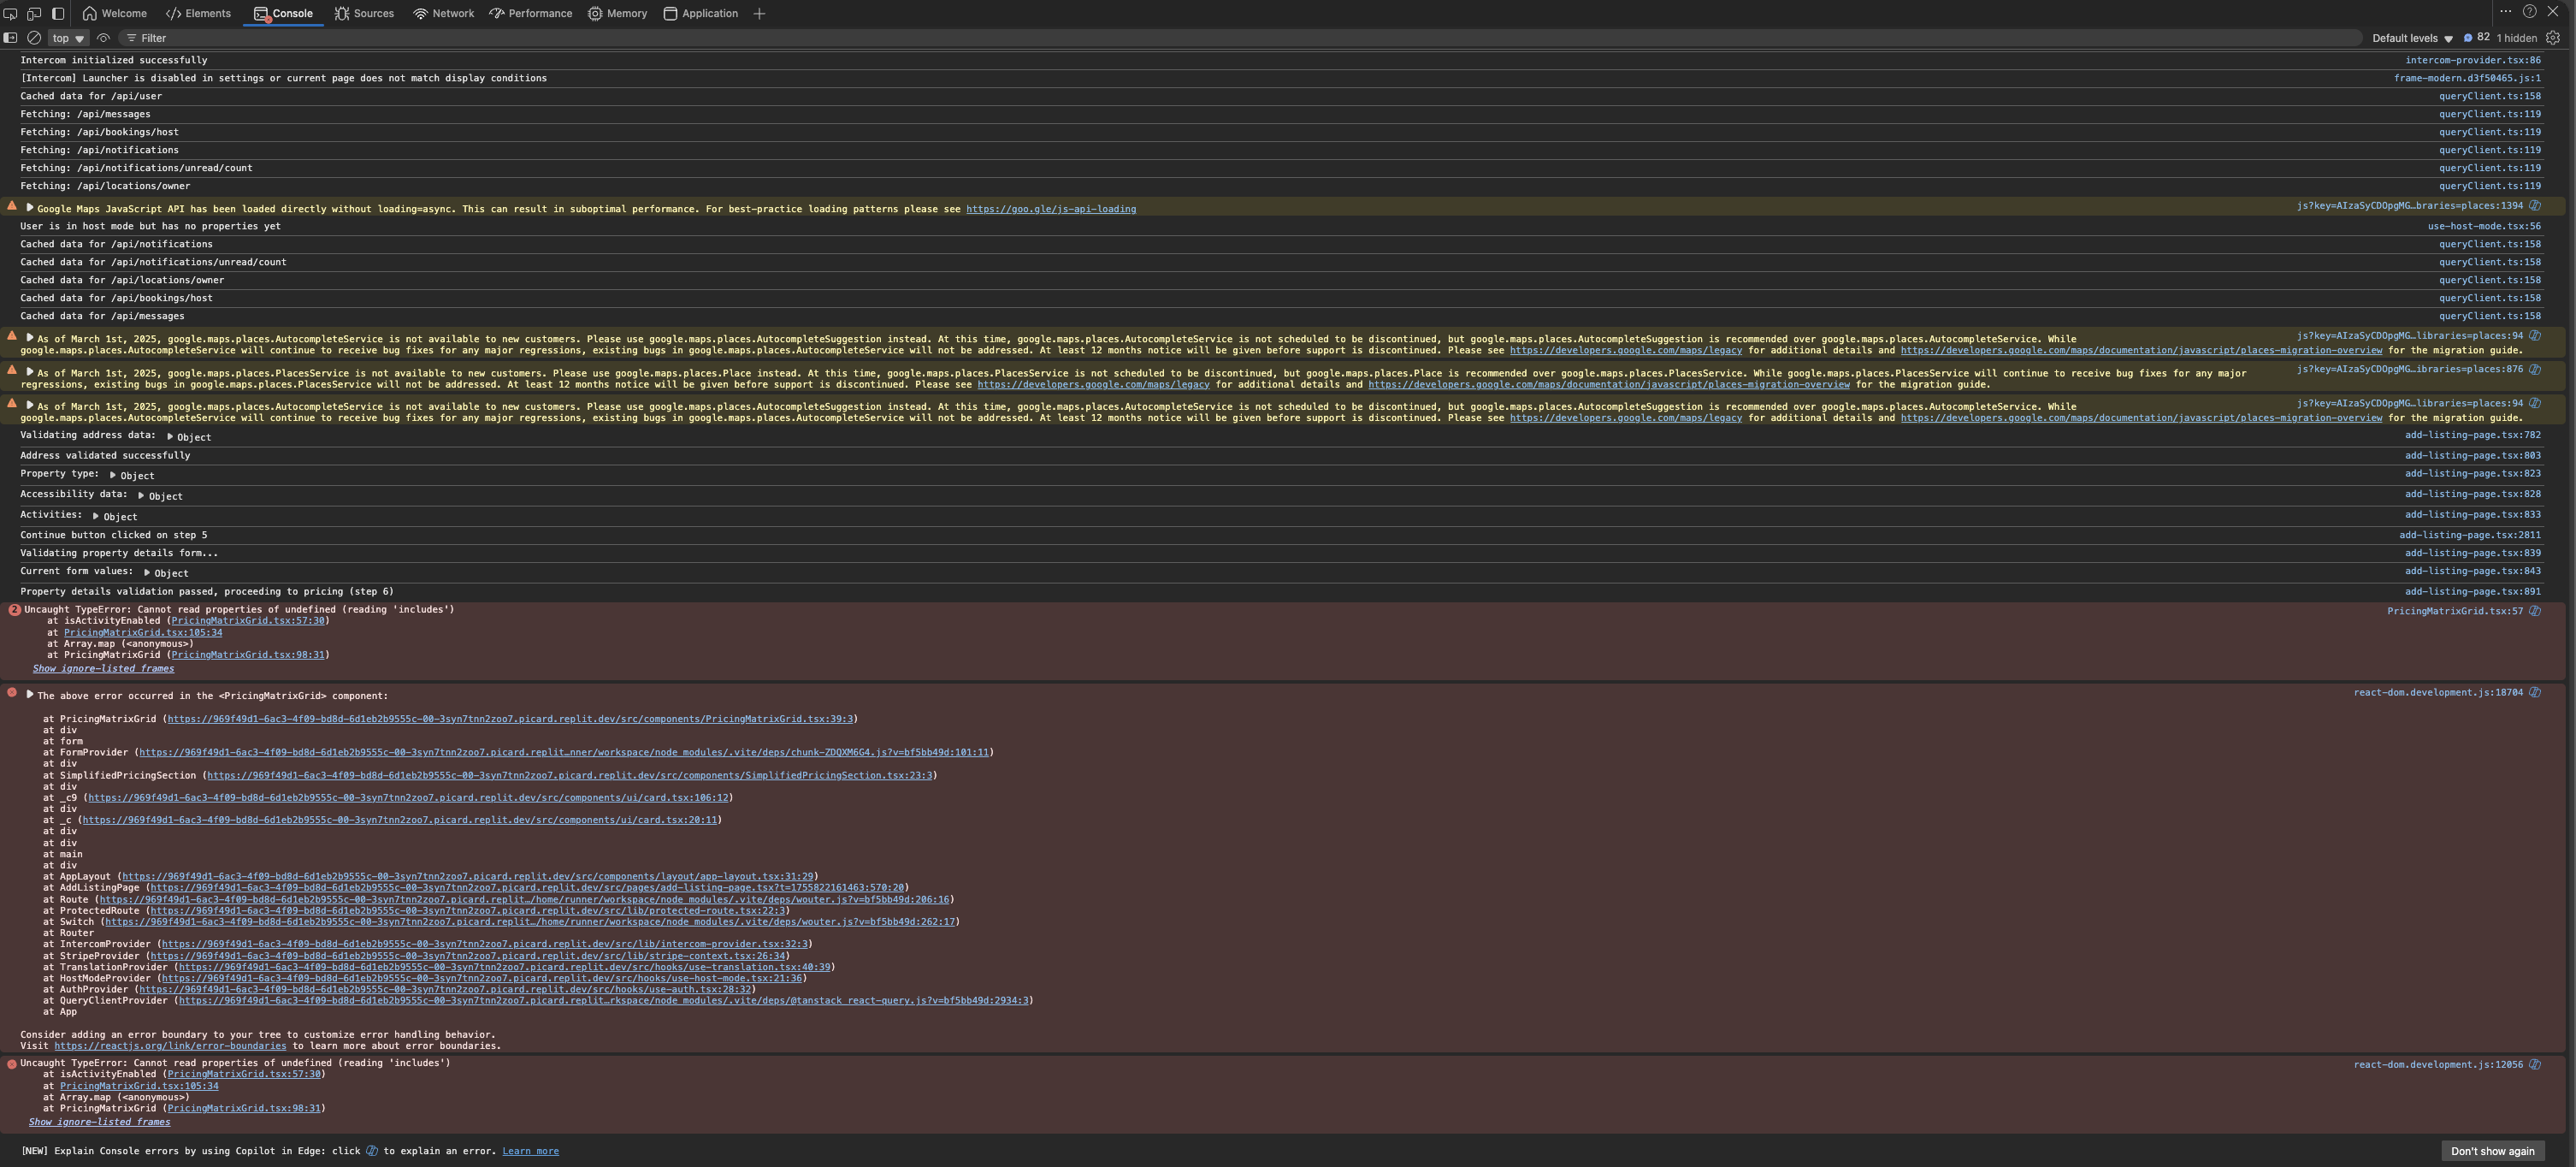 Welcome Elements Console Sources Network Performance Memory Application
top Filter Default levels 82 1 hidden
Intercom initialized successfully intercom-provider.tsx:86
[Intercom] Launcher is disabled in settings or current page does not match display conditions frame-modern.d3f50465.js:1
Cached data for /api/user queryClient.ts:158
Fetching: /api/messages queryClient.ts:119
Fetching: /api/bookings/host queryClient.ts:119
Fetching: /api/notifications queryClient.ts:119
Fetching: /api/notifications/unread/count queryClient.ts:119
Fetching: /api/locations/owner queryClient.ts:119
Google Maps JavaScript API has been loaded directly without loading=async. This can result in suboptimal performance. For best-practice loading patterns please see https://goo.gle/js-api-loading js?key=AIzaSyCDOpgMG…braries=places:1394
User is in host mode but has no properties yet use-host-mode.tsx:56
Cached data for /api/notifications queryClient.ts:158
Cached data for /api/notifications/unread/count queryClient.ts:158
Cached data for /api/locations/owner queryClient.ts:158
Cached data for /api/bookings/host queryClient.ts:158
Cached data for /api/messages queryClient.ts:158
As of March 1st, 2025, google.maps.places.AutocompleteService is not available to new customers. Please use google.maps.places.AutocompleteSuggestion instead. At this time, google.maps.places.AutocompleteService is not scheduled to be discontinued, but google.maps.places.AutocompleteSuggestion is recommended over google.maps.places.AutocompleteService. While js?key=AIzaSyCDOpgMG…libraries=places:94
google.maps.places.AutocompleteService will continue to receive bug fixes for any major regressions, existing bugs in google.maps.places.AutocompleteService will not be addressed. At least 12 months notice will be given before support is discontinued. Please see https://developers.google.com/maps/legacy for additional details and https://developers.google.com/maps/documentation/javascript/places-migration-overview for the migration guide.
As of March 1st, 2025, google.maps.places.PlacesService is not available to new customers. Please use google.maps.places.Place instead. At this time, google.maps.places.PlacesService is not scheduled to be discontinued, but google.maps.places.Place is recommended over google.maps.places.PlacesService. While google.maps.places.PlacesService will continue to receive bug fixes for any major js?key=AIzaSyCDOpgMG…ibraries=places:876
regressions, existing bugs in google.maps.places.PlacesService will not be addressed. At least 12 months notice will be given before support is discontinued. Please see https://developers.google.com/maps/legacy for additional details and https://developers.google.com/maps/documentation/javascript/places-migration-overview for the migration guide.
As of March 1st, 2025, google.maps.places.AutocompleteService is not available to new customers. Please use google.maps.places.AutocompleteSuggestion instead. At this time, google.maps.places.AutocompleteService is not scheduled to be discontinued, but google.maps.places.AutocompleteSuggestion is recommended over google.maps.places.AutocompleteService. While js?key=AIzaSyCDOpgMG…libraries=places:94
google.maps.places.AutocompleteService will continue to receive bug fixes for any major regressions, existing bugs in google.maps.places.AutocompleteService will not be addressed. At least 12 months notice will be given before support is discontinued. Please see https://developers.google.com/maps/legacy for additional details and https://developers.google.com/maps/documentation/javascript/places-migration-overview for the migration guide.
Validating address data: Object add-listing-page.tsx:782
Address validated successfully add-listing-page.tsx:803
Property type: Object add-listing-page.tsx:823
Accessibility data: Object add-listing-page.tsx:828
Activities: Object add-listing-page.tsx:833
Continue button clicked on step 5 add-listing-page.tsx:2811
Validating property details form... add-listing-page.tsx:839
Current form values: Object add-listing-page.tsx:843
Property details validation passed, proceeding to pricing (step 6) add-listing-page.tsx:891
2 Uncaught TypeError: Cannot read properties of undefined (reading 'includes') PricingMatrixGrid.tsx:57
at isActivityEnabled (PricingMatrixGrid.tsx:57:30)
at PricingMatrixGrid.tsx:105:34
at Array.map (<anonymous>)
at PricingMatrixGrid (PricingMatrixGrid.tsx:98:31)
Show ignore-listed frames
The above error occurred in the <PricingMatrixGrid> component: react-dom.development.js:18704
at PricingMatrixGrid (https://969f49d1-6ac3-4f09-bd8d-6d1eb2b9555c-00-3syn7tnn2zoo7.picard.replit.dev/src/components/PricingMatrixGrid.tsx:39:3)
at div
at form
at FormProvider (https://969f49d1-6ac3-4f09-bd8d-6d1eb2b9555c-00-3syn7tnn2zoo7.picard.replit…nner/workspace/node_modules/.vite/deps/chunk-ZDQXM6G4.js?v=bf5bb49d:101:11)
at div
at SimplifiedPricingSection (https://969f49d1-6ac3-4f09-bd8d-6d1eb2b9555c-00-3syn7tnn2zoo7.picard.replit.dev/src/components/SimplifiedPricingSection.tsx:23:3)
at div
at _c9 (https://969f49d1-6ac3-4f09-bd8d-6d1eb2b9555c-00-3syn7tnn2zoo7.picard.replit.dev/src/components/ui/card.tsx:106:12)
at div
at _c (https://969f49d1-6ac3-4f09-bd8d-6d1eb2b9555c-00-3syn7tnn2zoo7.picard.replit.dev/src/components/ui/card.tsx:20:11)
at div
at div
at main
at div
at AppLayout (https://969f49d1-6ac3-4f09-bd8d-6d1eb2b9555c-00-3syn7tnn2zoo7.picard.replit.dev/src/components/layout/app-layout.tsx:31:29)
at AddListingPage (https://969f49d1-6ac3-4f09-bd8d-6d1eb2b9555c-00-3syn7tnn2zoo7.picard.replit.dev/src/pages/add-listing-page.tsx?t=1755822161463:570:20)
at Route (https://969f49d1-6ac3-4f09-bd8d-6d1eb2b9555c-00-3syn7tnn2zoo7.picard.replit…/home/runner/workspace/node_modules/.vite/deps/wouter.js?v=bf5bb49d:206:16)
at ProtectedRoute (https://969f49d1-6ac3-4f09-bd8d-6d1eb2b9555c-00-3syn7tnn2zoo7.picard.replit.dev/src/lib/protected-route.tsx:22:3)
at Switch (https://969f49d1-6ac3-4f09-bd8d-6d1eb2b9555c-00-3syn7tnn2zoo7.picard.replit…/home/runner/workspace/node_modules/.vite/deps/wouter.js?v=bf5bb49d:262:17)
at Router
at IntercomProvider (https://969f49d1-6ac3-4f09-bd8d-6d1eb2b9555c-00-3syn7tnn2zoo7.picard.replit.dev/src/lib/intercom-provider.tsx:32:3)
at StripeProvider (https://969f49d1-6ac3-4f09-bd8d-6d1eb2b9555c-00-3syn7tnn2zoo7.picard.replit.dev/src/lib/stripe-context.tsx:26:34)
at TranslationProvider (https://969f49d1-6ac3-4f09-bd8d-6d1eb2b9555c-00-3syn7tnn2zoo7.picard.replit.dev/src/hooks/use-translation.tsx:40:39)
at HostModeProvider (https://969f49d1-6ac3-4f09-bd8d-6d1eb2b9555c-00-3syn7tnn2zoo7.picard.replit.dev/src/hooks/use-host-mode.tsx:21:36)
at AuthProvider (https://969f49d1-6ac3-4f09-bd8d-6d1eb2b9555c-00-3syn7tnn2zoo7.picard.replit.dev/src/hooks/use-auth.tsx:28:32)
at QueryClientProvider (https://969f49d1-6ac3-4f09-bd8d-6d1eb2b9555c-00-3syn7tnn2zoo7.picard.replit…rkspace/node_modules/.vite/deps/@tanstack_react-query.js?v=bf5bb49d:2934:3)
at App
Consider adding an error boundary to your tree to customize error handling behavior.
Visit https://reactjs.org/link/error-boundaries to learn more about error boundaries.
Uncaught TypeError: Cannot read properties of undefined (reading 'includes') react-dom.development.js:12056
at isActivityEnabled (PricingMatrixGrid.tsx:57:30)
at PricingMatrixGrid.tsx:105:34
at Array.map (<anonymous>)
at PricingMatrixGrid (PricingMatrixGrid.tsx:98:31)
Show ignore-listed frames
[NEW] Explain Console errors by using Copilot in Edge: click to explain an error. Learn more Don't show again